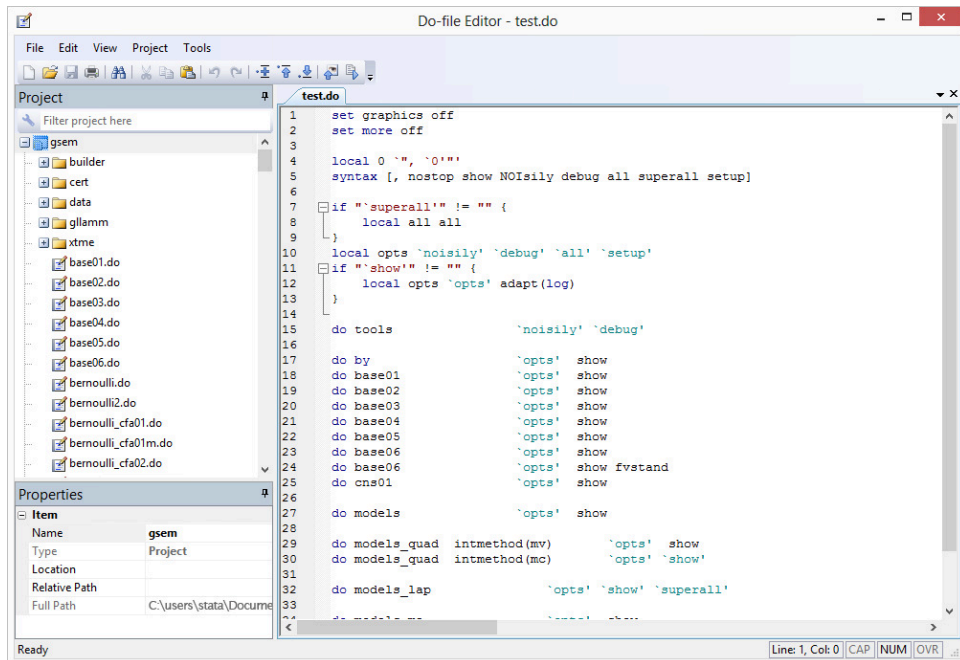 Do-file Editor - test.do
File Edit View Project Tools
Project
Filter project here
gsem
builder
cert
data
gllamm
xtme
base01.do
base02.do
base03.do
base04.do
base05.do
base06.do
bernoulli.do
bernoulli2.do
bernoulli_cfa01.do
bernoulli_cfa01m.do
bernoulli_cfa02.do
Properties
Item
Name gsem
Type Project
Location
Relative Path
Full Path C:\users\stata\Docume
test.do
1 set graphics off
2 set more off
3
4 local 0 `", `0'"'
5 syntax [, nostop show NOIsily debug all superall setup]
6
7 if "`superall'" != "" {
8 local all all
9 }
10 local opts `noisily' `debug' `all' `setup'
11 if "`show'" != "" {
12 local opts `opts' adapt(log)
13 }
14
15 do tools `noisily' `debug'
16
17 do by `opts' show
18 do base01 `opts' show
19 do base02 `opts' show
20 do base03 `opts' show
21 do base04 `opts' show
22 do base05 `opts' show
23 do base06 `opts' show
24 do base06 `opts' show fvstand
25 do cns01 `opts' show
26
27 do models `opts' show
28
29 do models_quad intmethod(mv) `opts' show
30 do models_quad intmethod(mc) `opts' `show'
31
32 do models_lap `opts' `show' `superall'
33
Ready
Line: 1, Col: 0 CAP NUM OVR